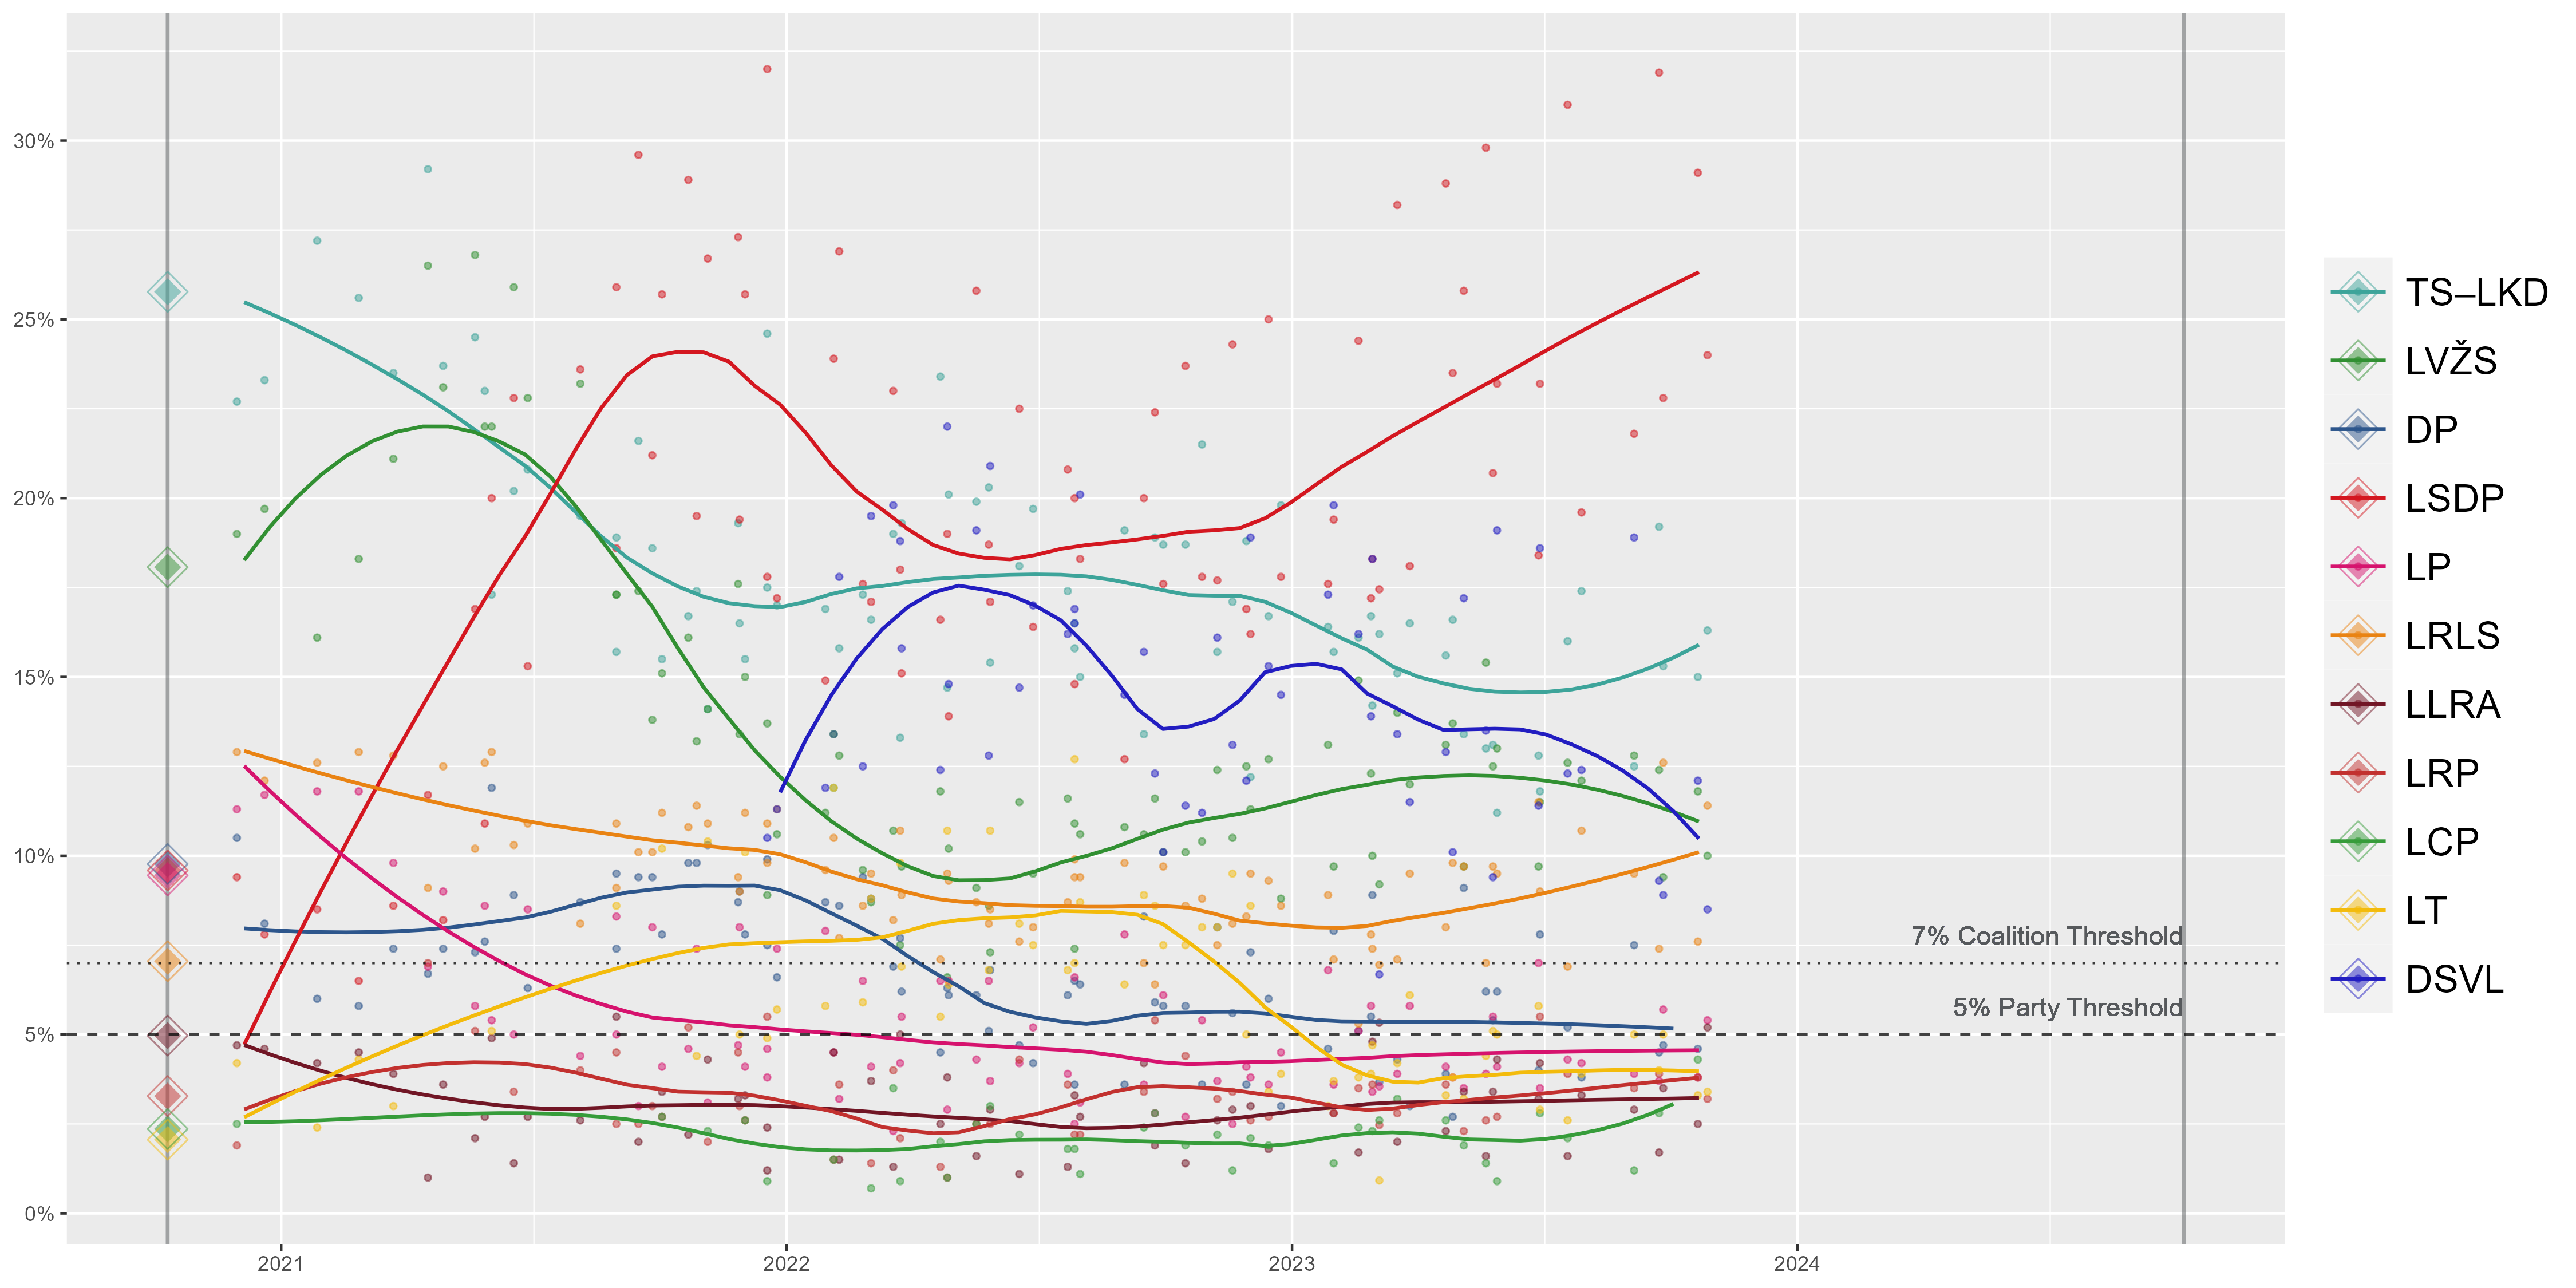 30%
25%
20%
15%
10%
5%
0%
2021
2022
2023
2024
7% Coalition Threshold
5% Party Threshold
TS–LKD
LVŽS
DP
LSDP
LP
LRLS
LLRA
LRP
LCP
LT
DSVL